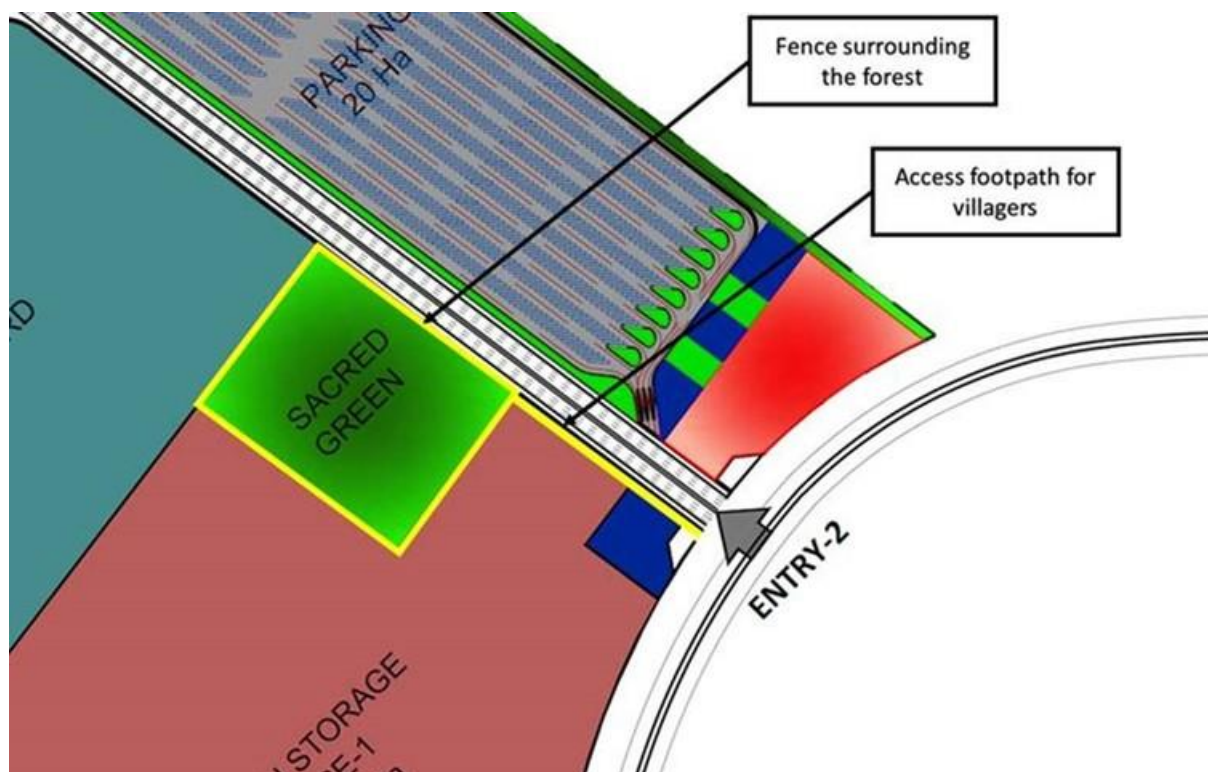 PARKING
20 Ha
Fence surrounding
the forest
Access footpath for
villagers
SACRED
GREEN
ENTRY-2
STORAGE